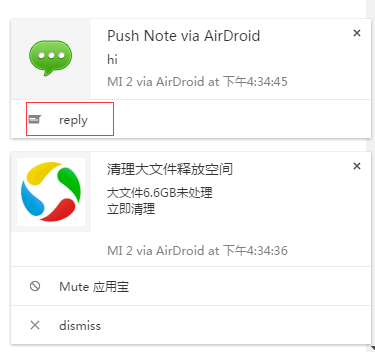 Push Note via AirDroid
hi
MI 2 via AirDroid at 下午4:34:45
reply
清理大文件释放空间
大文件6.6GB未处理
立即清理
MI 2 via AirDroid at 下午4:34:36
Mute 应用宝
dismiss